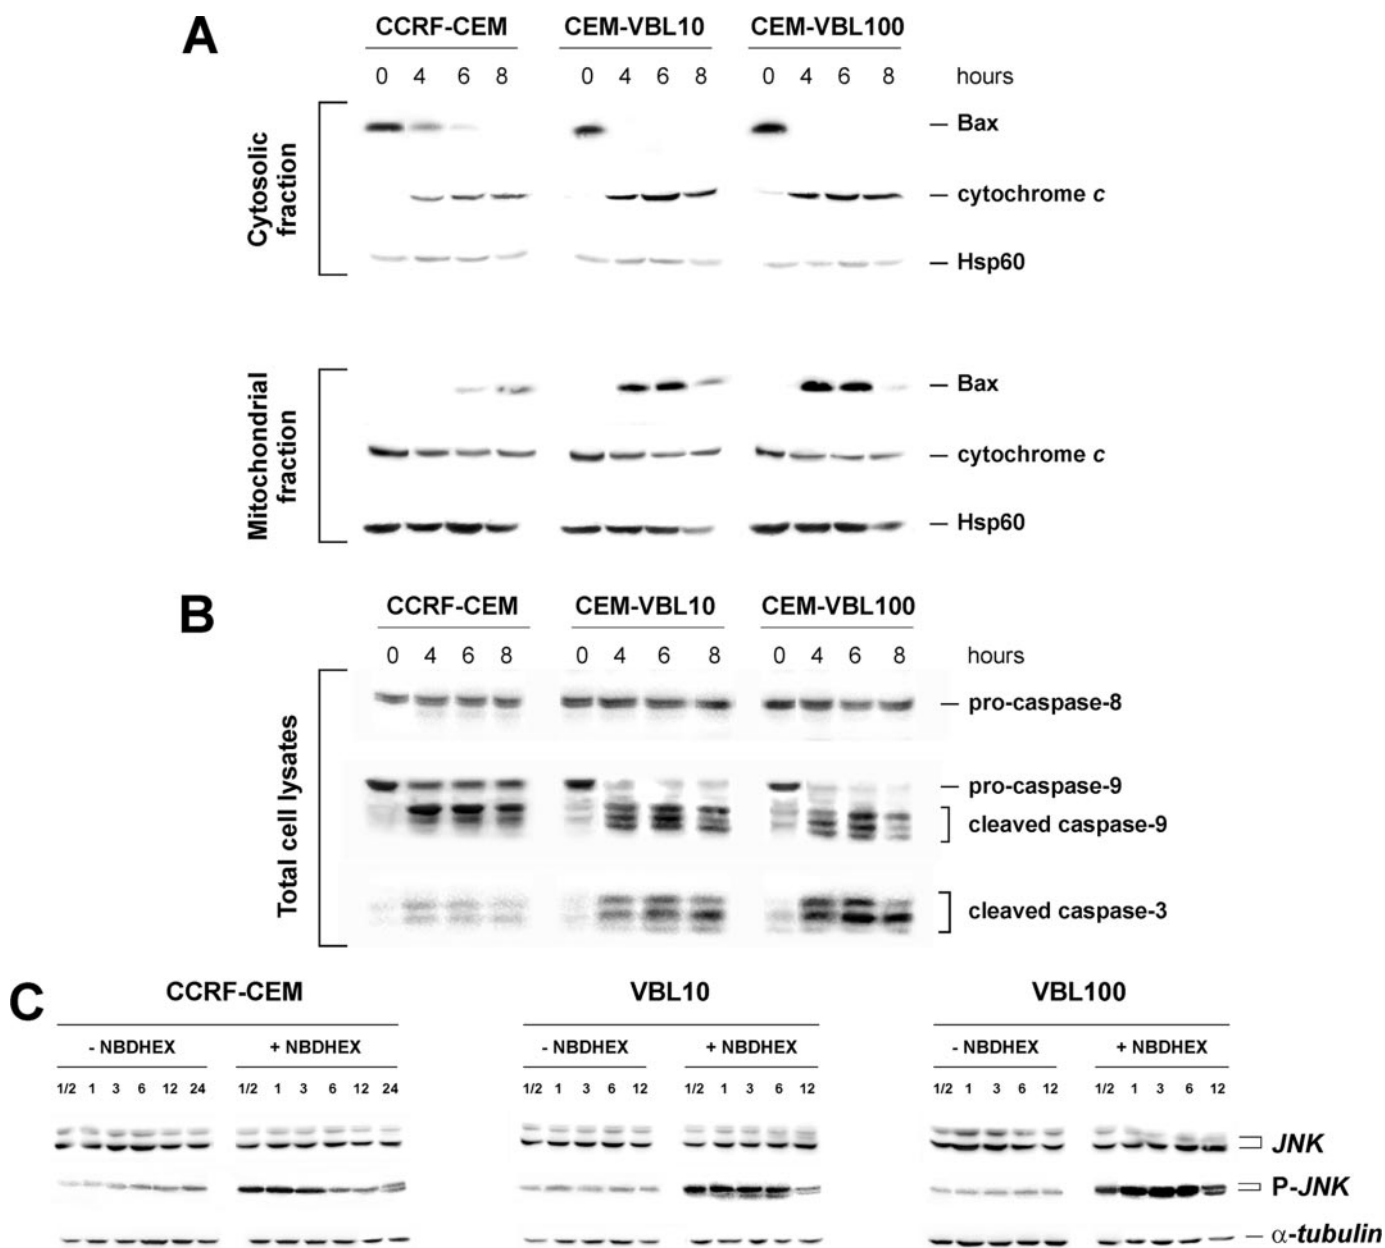 A
CCRF-CEM CEM-VBL10 CEM-VBL100
0 4 6 8 0 4 6 8 0 4 6 8 hours
Cytosolic
fraction
Bax
cytochrome c
Hsp60
Mitochondrial
fraction
Bax
cytochrome c
Hsp60
B
CCRF-CEM CEM-VBL10 CEM-VBL100
0 4 6 8 0 4 6 8 0 4 6 8 hours
Total cell lysates
pro-caspase-8
pro-caspase-9
cleaved caspase-9
cleaved caspase-3
C
CCRF-CEM VBL10 VBL100
- NBDHEX + NBDHEX - NBDHEX + NBDHEX - NBDHEX + NBDHEX
1/2 1 3 6 12 24 1/2 1 3 6 12 24 1/2 1 3 6 12 1/2 1 3 6 12 1/2 1 3 6 12 1/2 1 3 6 12
JNK
P-JNK
α-tubulin